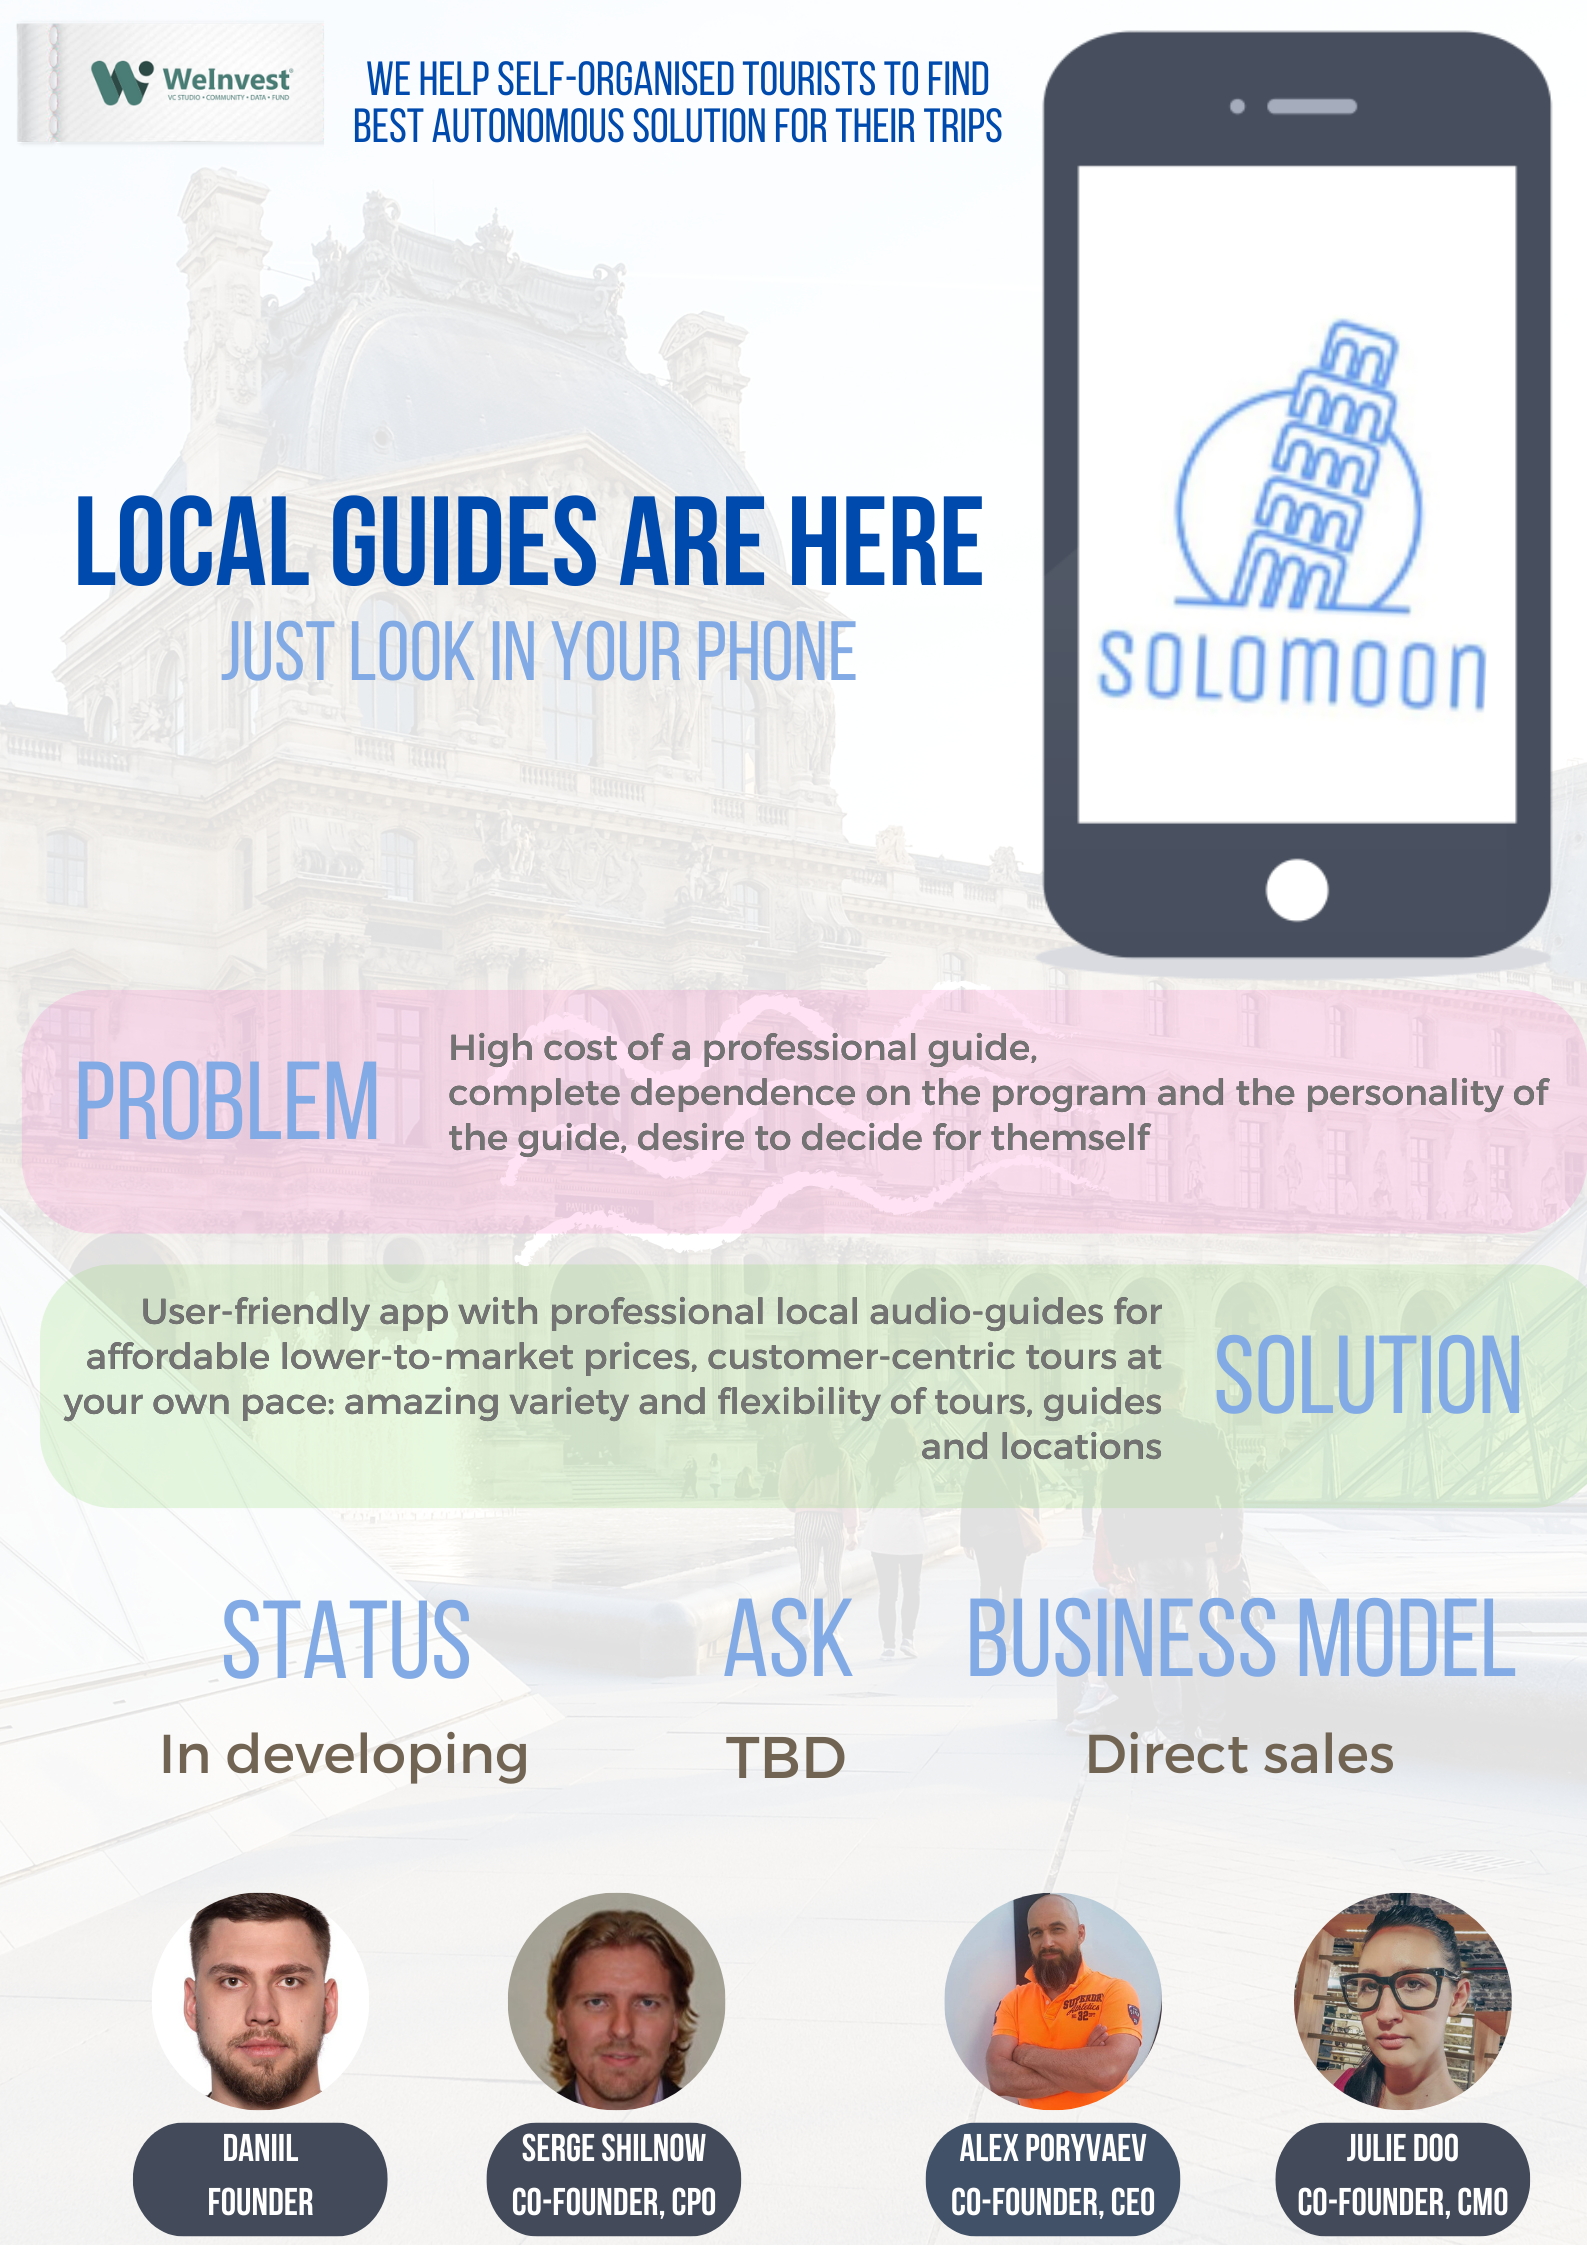 WeInvest
VC STUDIO • COMMUNITY • DATA • FUND
WE HELP SELF-ORGANISED TOURISTS TO FIND
BEST AUTONOMOUS SOLUTION FOR THEIR TRIPS
LOCAL GUIDES ARE HERE
JUST LOOK IN YOUR PHONE
SOLOMOON
PROBLEM
High cost of a professional guide,
complete dependence on the program and the personality of
the guide, desire to decide for themself
User-friendly app with professional local audio-guides for
affordable lower-to-market prices, customer-centric tours at
your own pace: amazing variety and flexibility of tours, guides
and locations
SOLUTION
STATUS
In developing
ASK
TBD
BUSINESS MODEL
Direct sales
SUPERDRY
Athletics
32
DANIIL
FOUNDER
SERGE SHILNOW
CO-FOUNDER, CPO
ALEX PORYVAEV
CO-FOUNDER, CEO
JULIE DOO
CO-FOUNDER, CMO